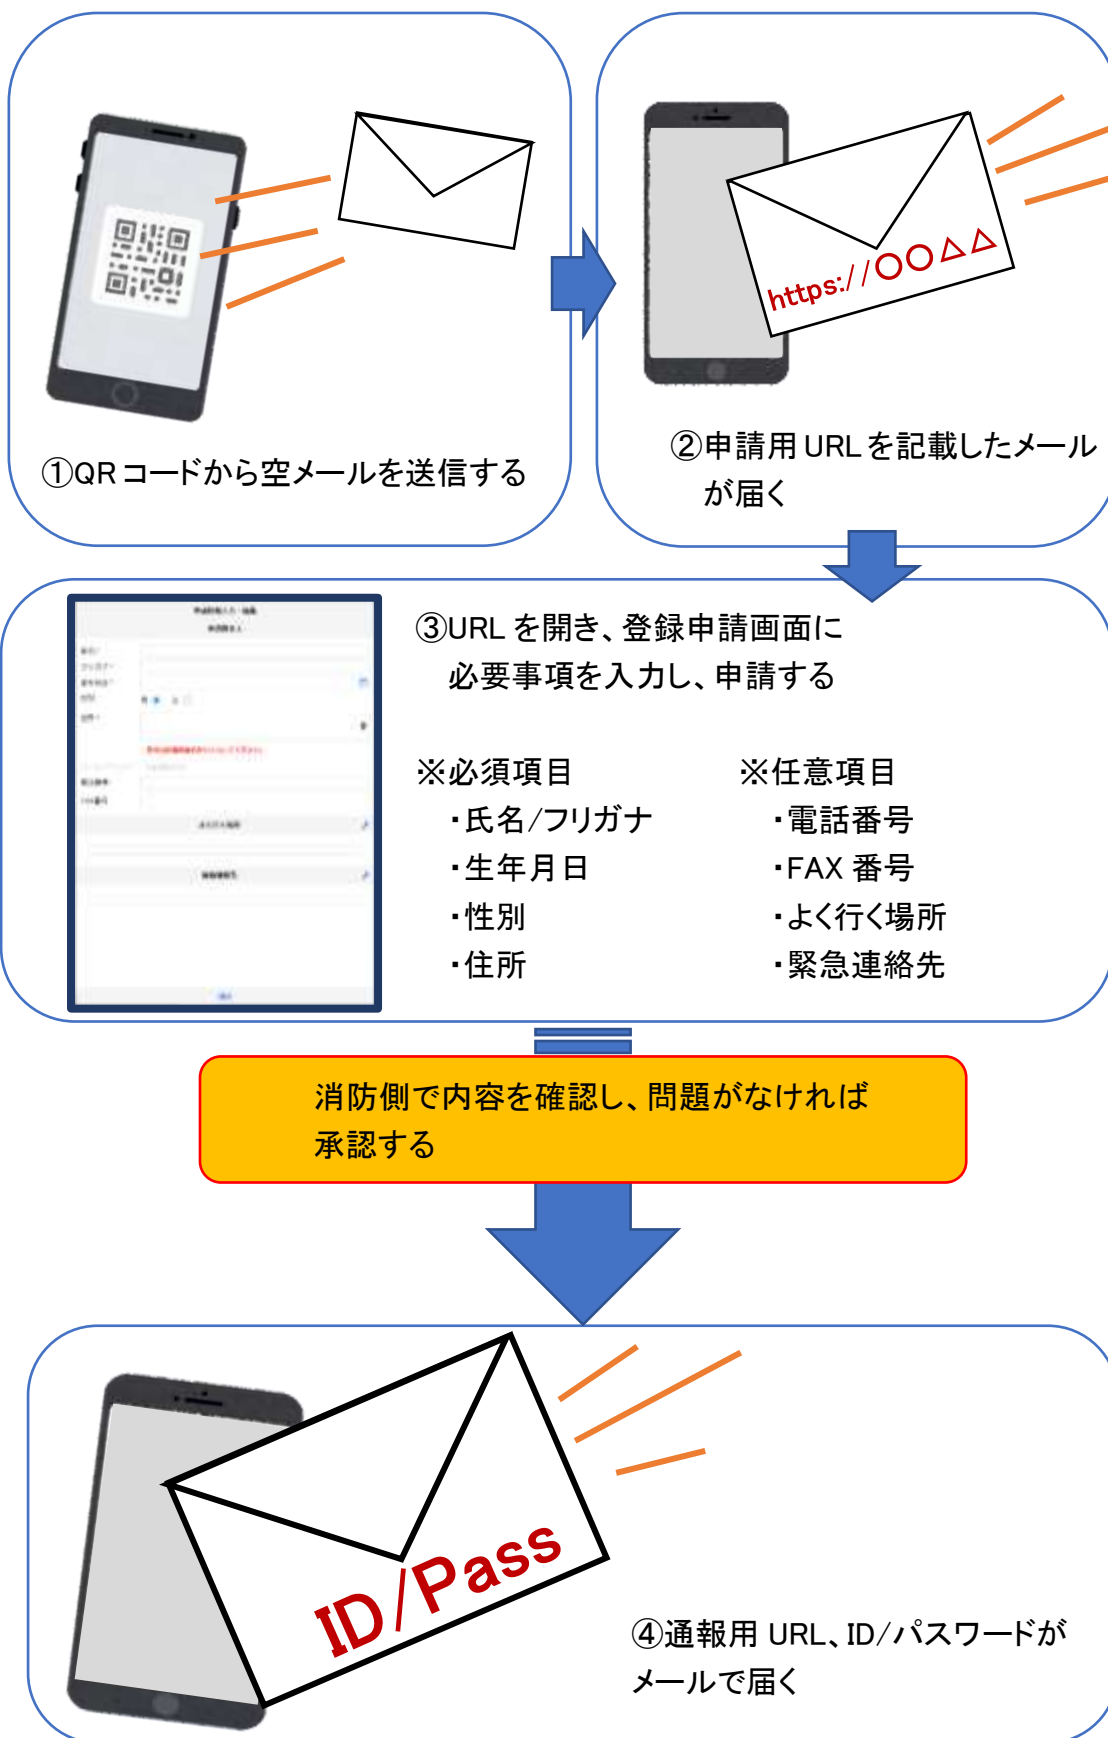 https://〇〇△△
①QRコードから空メールを送信する
②申請用URLを記載したメール
が届く
③URLを開き、登録申請画面に
必要事項を入力し、申請する
※必須項目
・氏名/フリガナ
・生年月日
・性別
・住所
※任意項目
・電話番号
・FAX番号
・よく行く場所
・緊急連絡先
消防側で内容を確認し、問題がなければ
承認する
ID/Pass
④通報用URL、ID/パスワードが
メールで届く